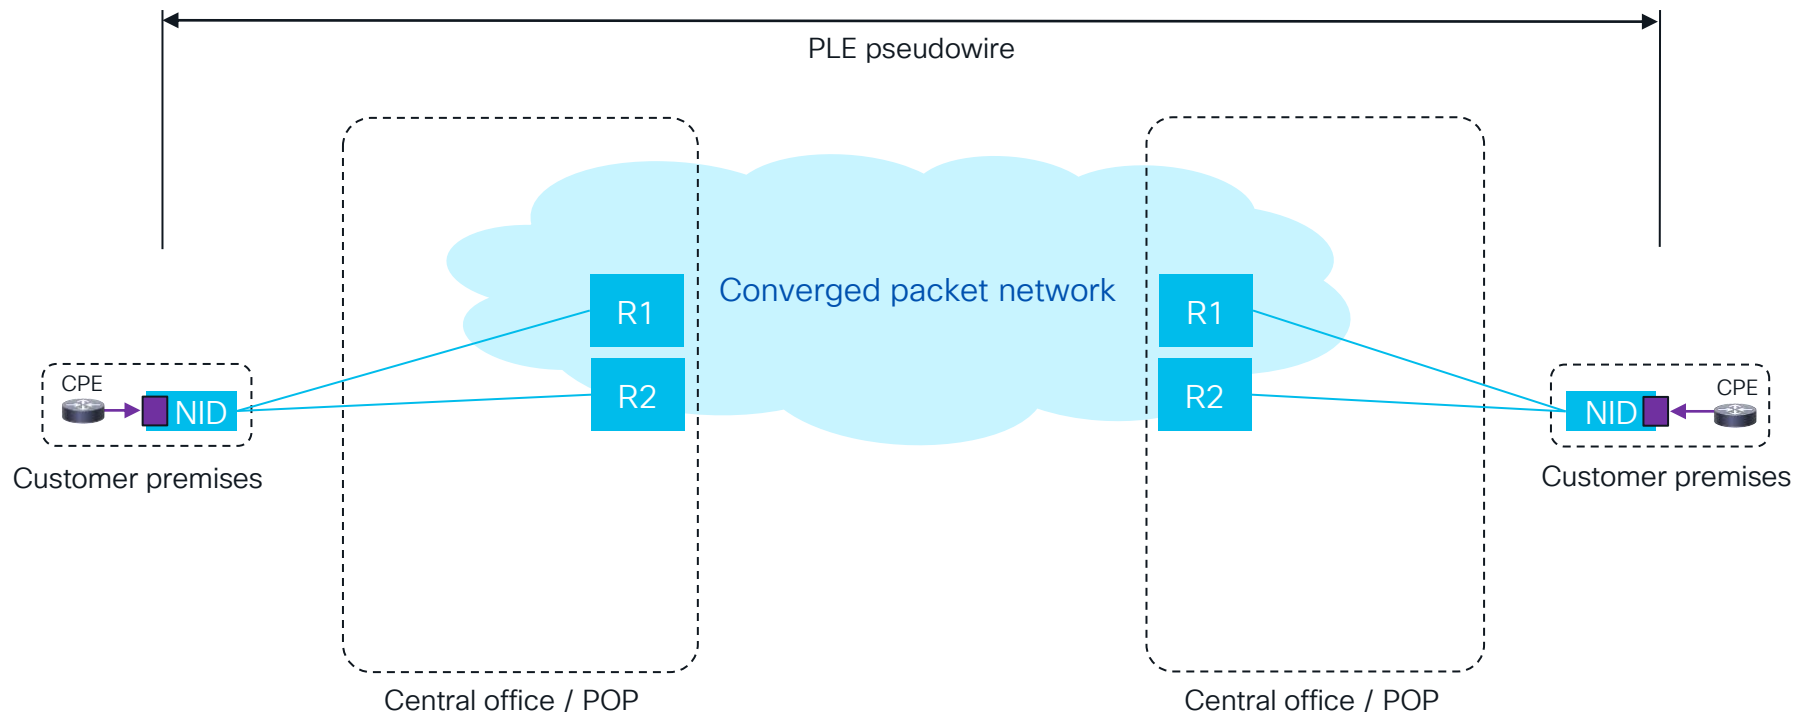 PLE pseudowire
Converged packet network
R1
R1
R2
R2
CPE
NID
CPE
NID
Customer premises
Customer premises
Central office / POP
Central office / POP